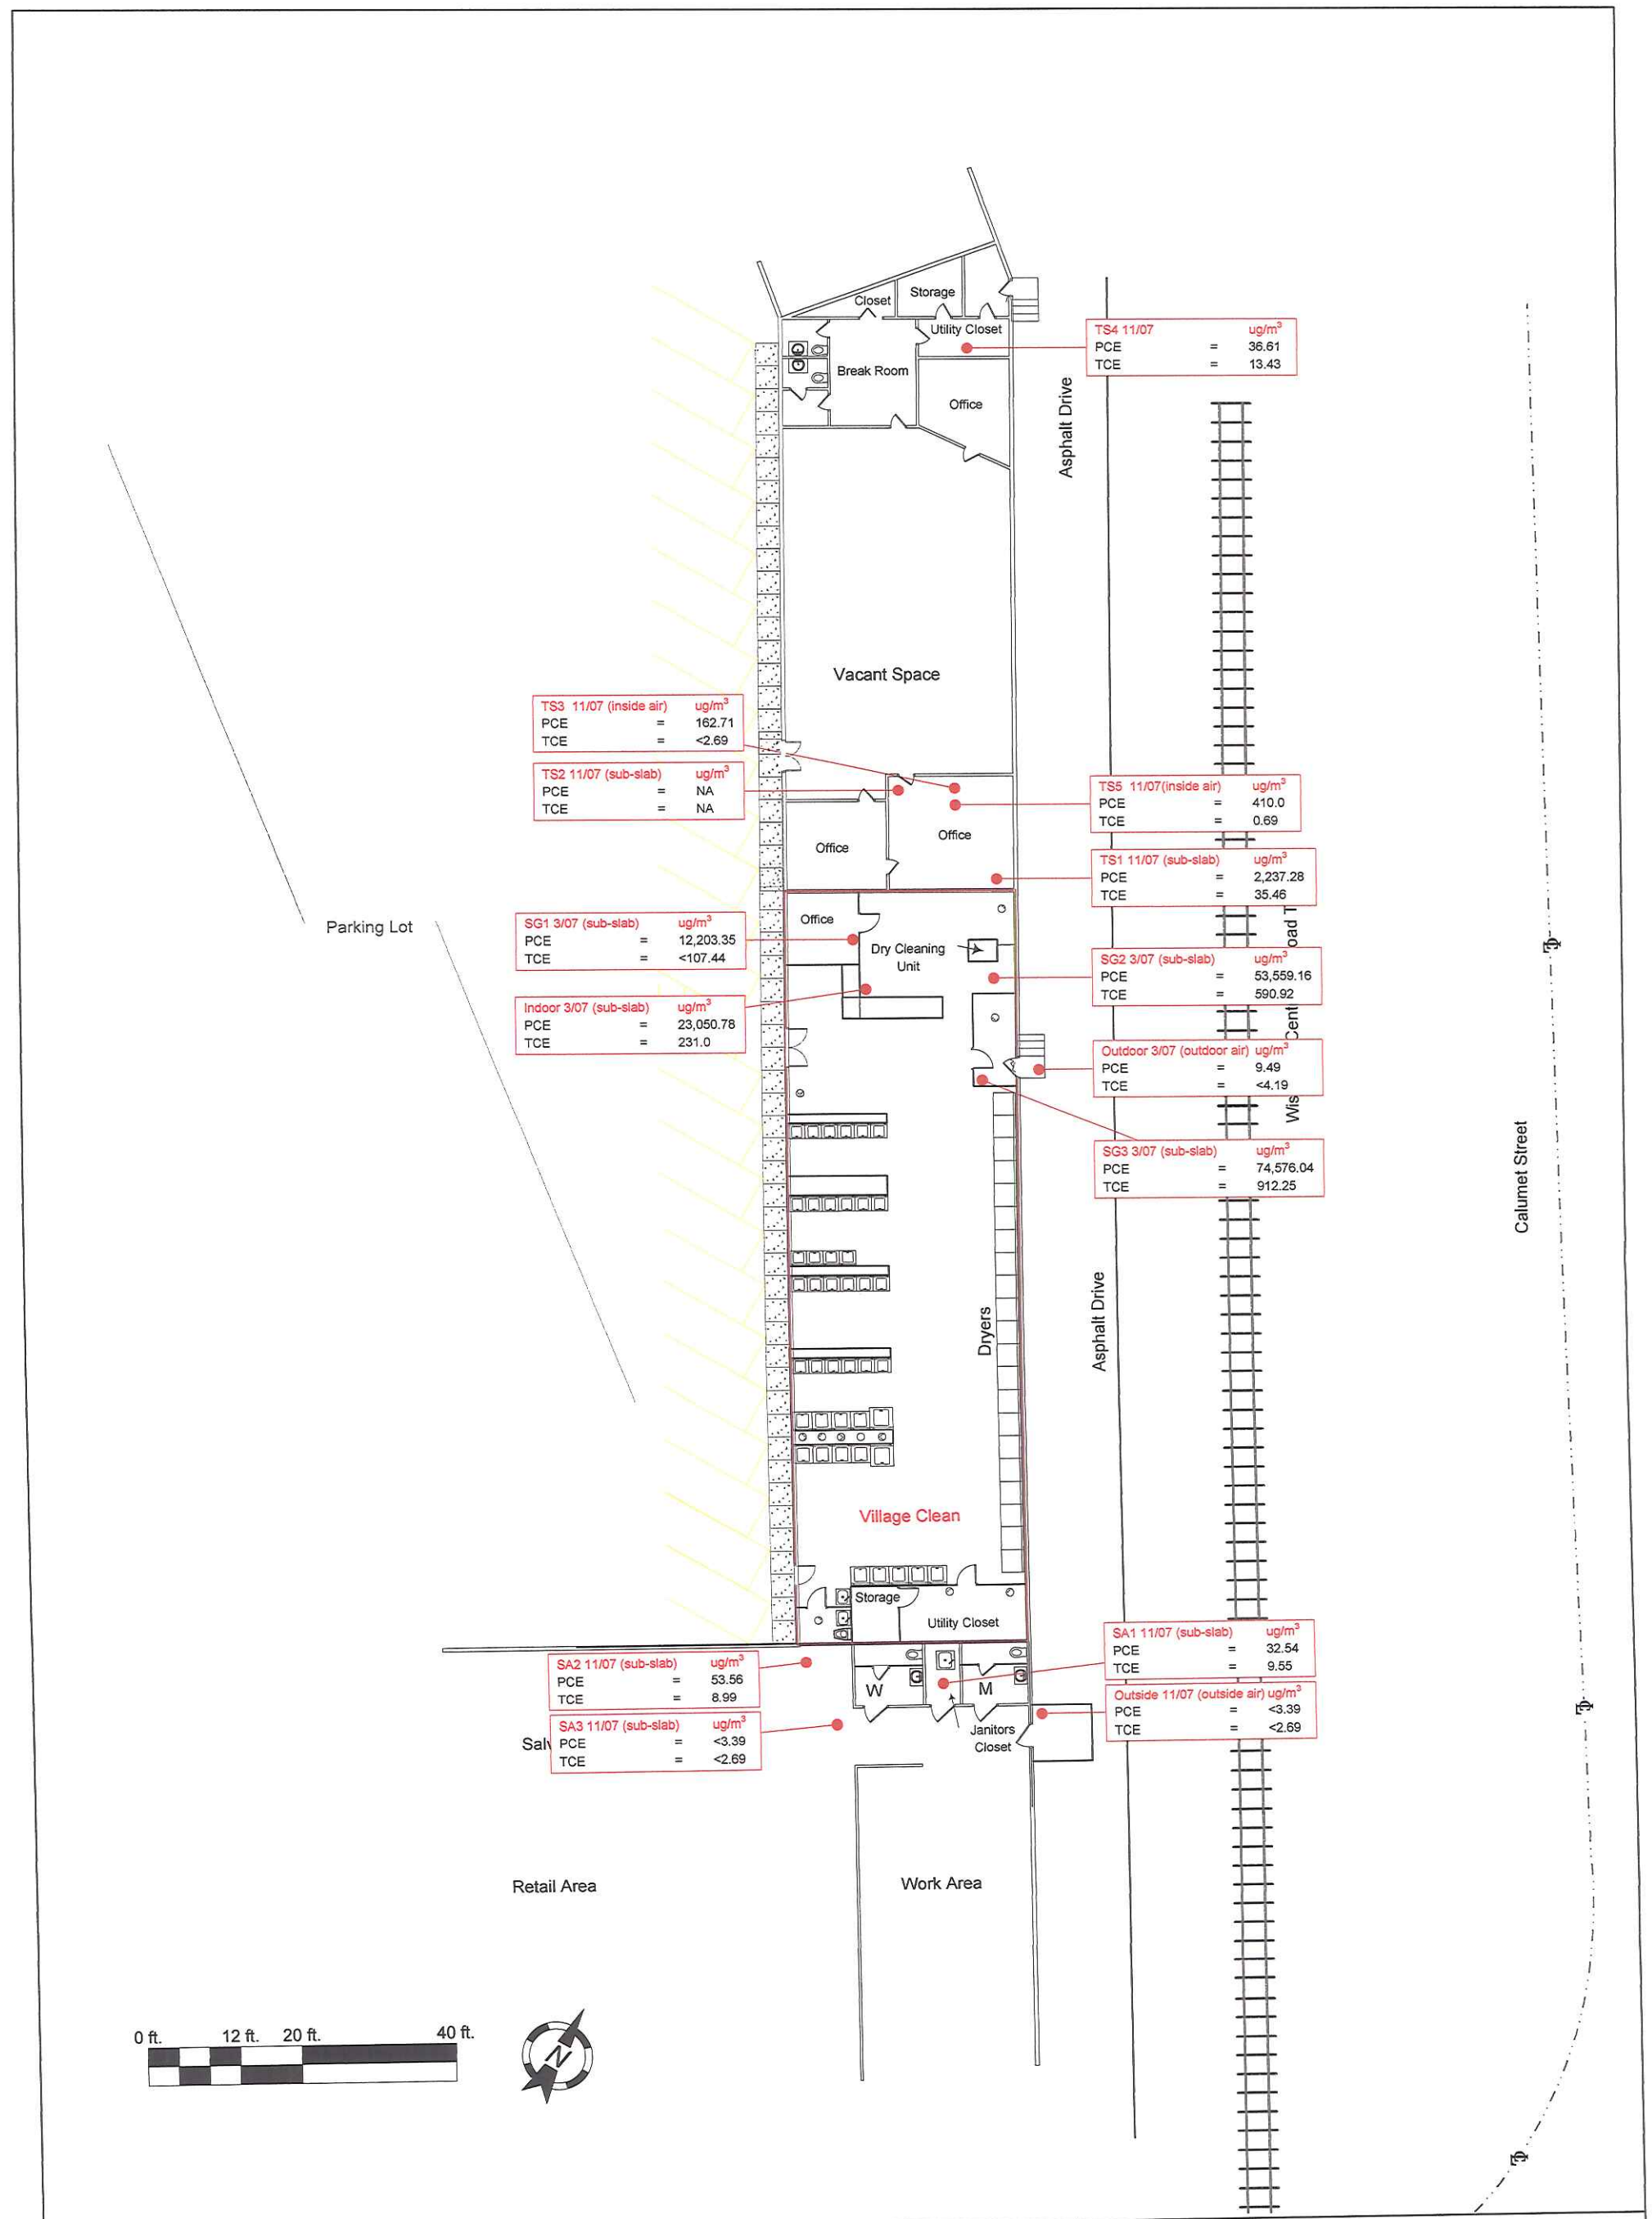 Closet
Storage
Utility Closet
Break Room
Office
TS4 11/07 ug/m³
PCE = 36.61
TCE = 13.43
Asphalt Drive
Vacant Space
TS3 11/07 (inside air) ug/m³
PCE = 162.71
TCE = <2.69
TS2 11/07 (sub-slab) ug/m³
PCE = NA
TCE = NA
TS5 11/07(inside air) ug/m³
PCE = 410.0
TCE = 0.69
Office
Office
TS1 11/07 (sub-slab) ug/m³
PCE = 2,237.28
TCE = 35.46
Parking Lot
SG1 3/07 (sub-slab) ug/m³
PCE = 12,203.35
TCE = <107.44
Office
Dry Cleaning
Unit
SG2 3/07 (sub-slab) ug/m³
PCE = 53,559.16
TCE = 590.92
Indoor 3/07 (sub-slab) ug/m³
PCE = 23,050.78
TCE = 231.0
Outdoor 3/07 (outdoor air) ug/m³
PCE = 9.49
TCE = <4.19
Wis Cent oad T
SG3 3/07 (sub-slab) ug/m³
PCE = 74,576.04
TCE = 912.25
Calumet Street
Dryers
Asphalt Drive
Village Clean
Storage
Utility Closet
SA1 11/07 (sub-slab) ug/m³
PCE = 32.54
TCE = 9.55
SA2 11/07 (sub-slab) ug/m³
PCE = 53.56
TCE = 8.99
W
M
Outside 11/07 (outside air) ug/m³
PCE = <3.39
TCE = <2.69
SA3 11/07 (sub-slab) ug/m³
PCE = <3.39
TCE = <2.69
Sal
Janitors
Closet
Retail Area
Work Area
0 ft. 12 ft. 20 ft. 40 ft.
N